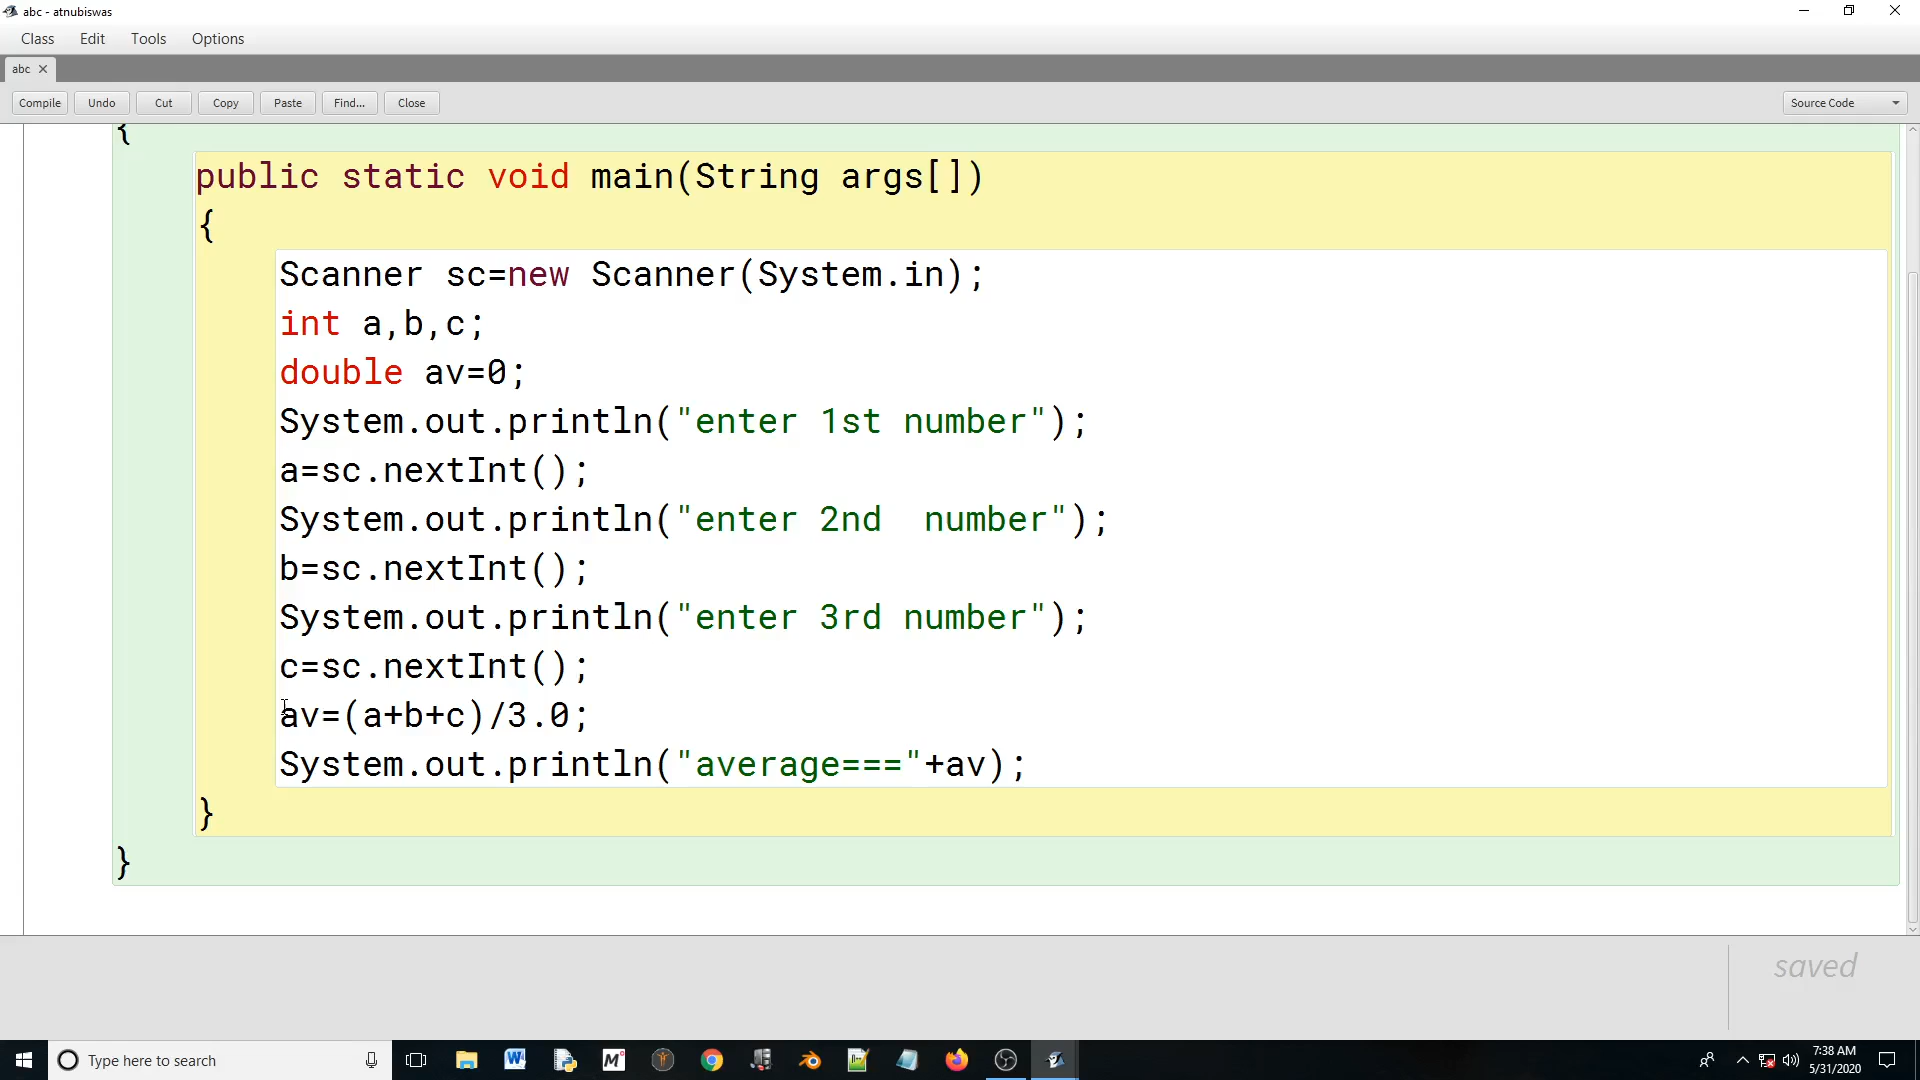 abc - atnubiswas
Class Edit Tools Options
abc
Compile Undo Cut Copy Paste Find... Close Source Code
{
public static void main(String args[])
{
Scanner sc=new Scanner(System.in);
int a,b,c;
double av=0;
System.out.println("enter 1st number");
a=sc.nextInt();
System.out.println("enter 2nd  number");
b=sc.nextInt();
System.out.println("enter 3rd number");
c=sc.nextInt();
av=(a+b+c)/3.0;
System.out.println("average==="+av);
}
}
saved
Type here to search
7:38 AM
5/31/2020